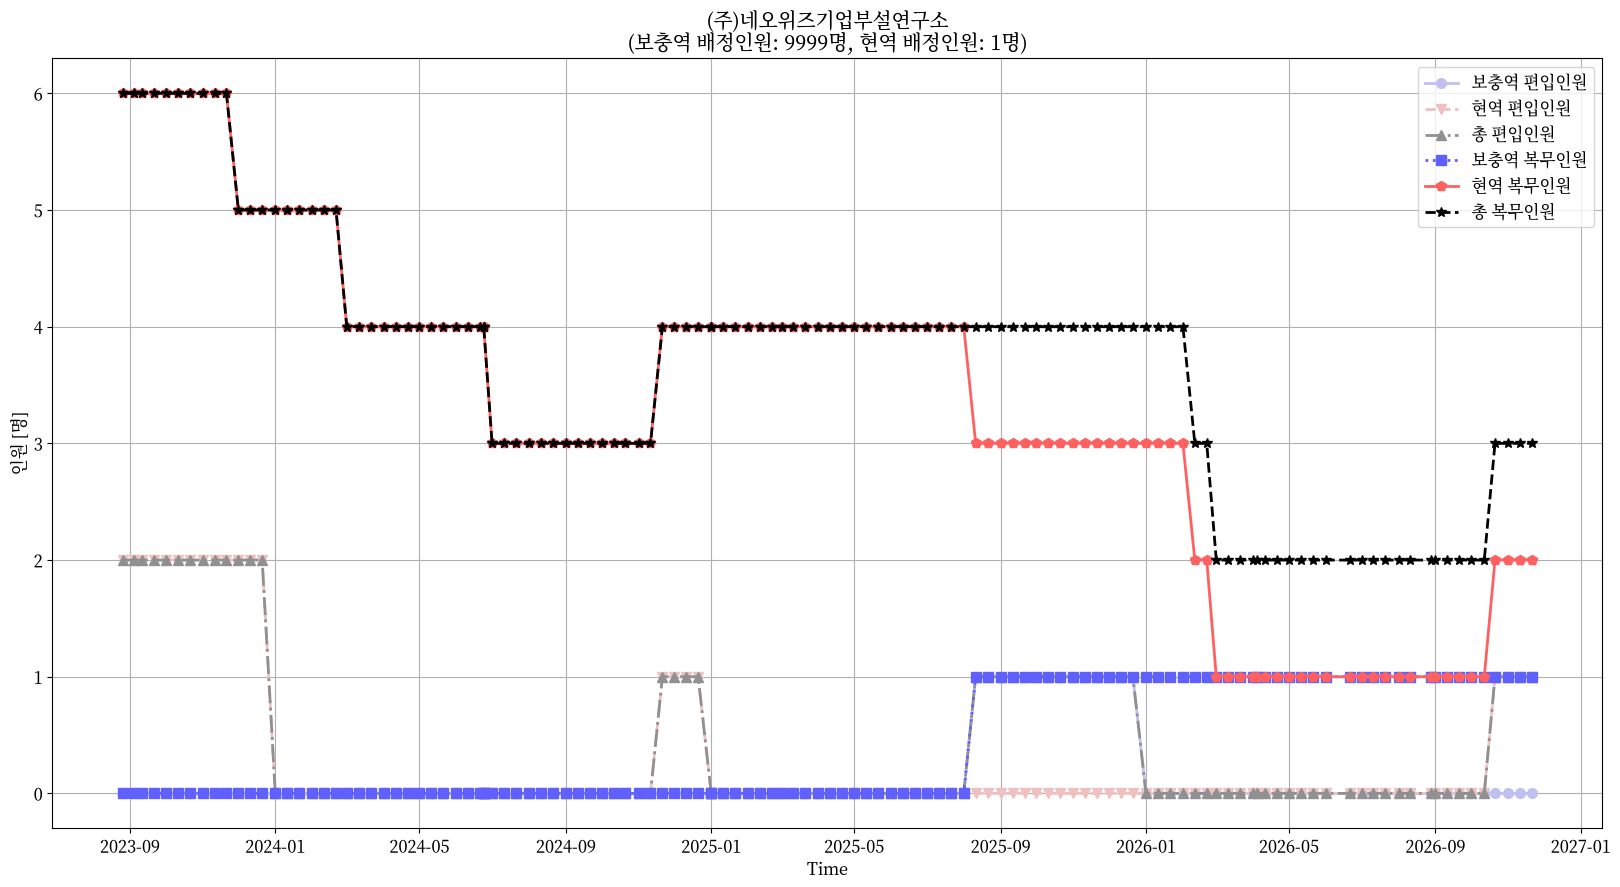 (주)네오위즈기업부설연구소
(보충역 배정인원: 9999명, 현역 배정인원: 1명)
보충역 편입인원
현역 편입인원
총 편입인원
보충역 복무인원
현역 복무인원
총 복무인원
인원 [명]
6
5
4
3
2
1
0
2023-09
2024-01
2024-05
2024-09
2025-01
2025-05
2025-09
2026-01
2026-05
2026-09
2027-01
Time